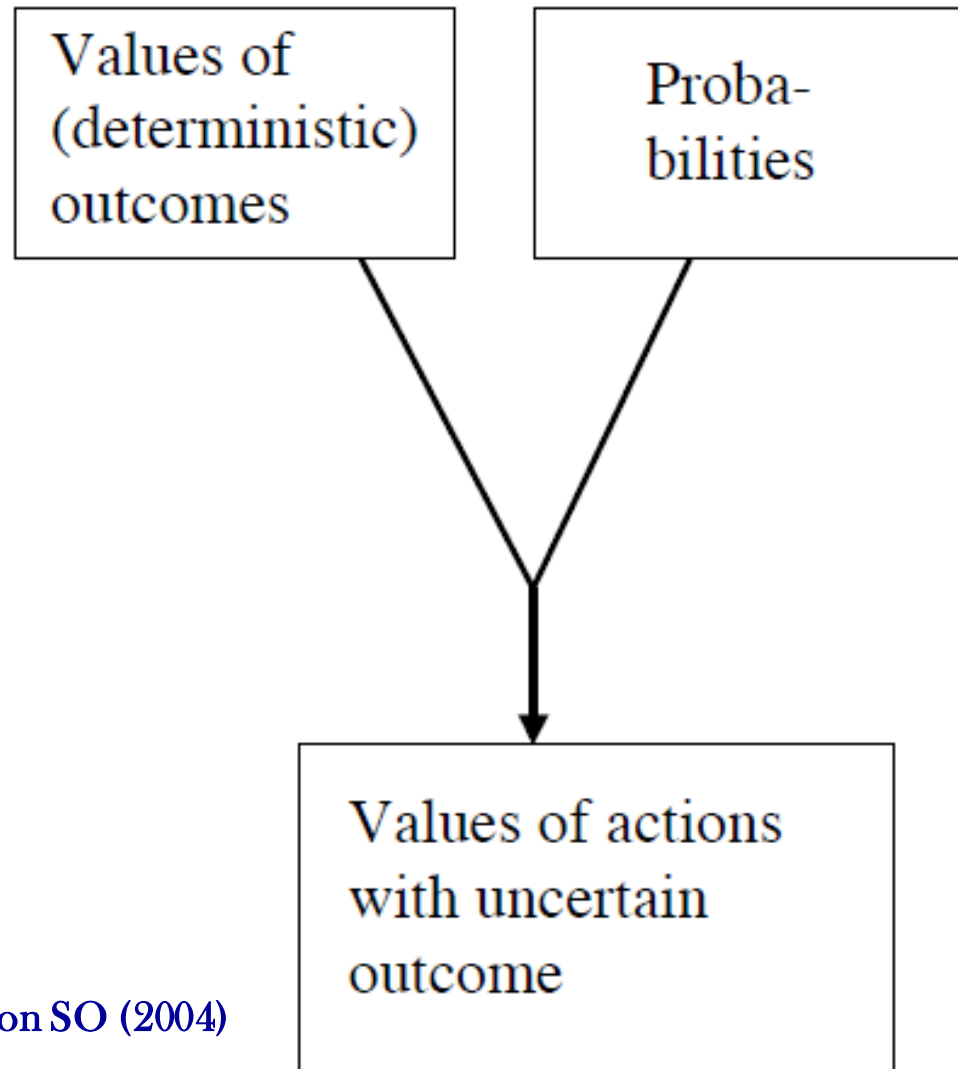 Values of
(deterministic)
outcomes
Proba-
bilities
Values of actions
with uncertain
outcome
on SO (2004)